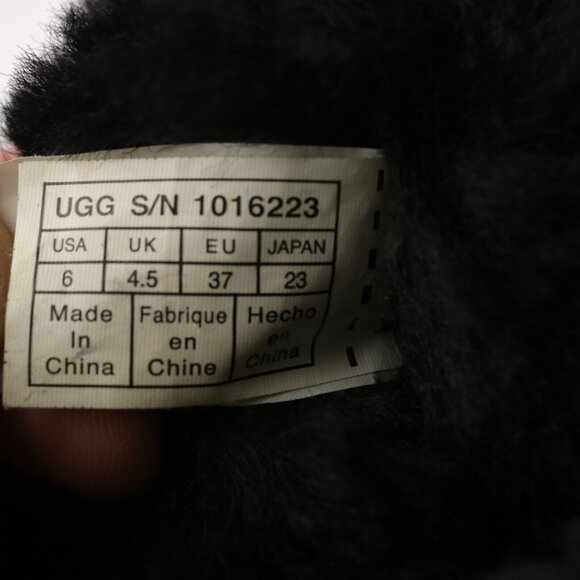 UGG S/N 1016223
USA UK EU JAPAN
6 4.5 37 23
Made Fabrique Hecho
In en en
China Chine China